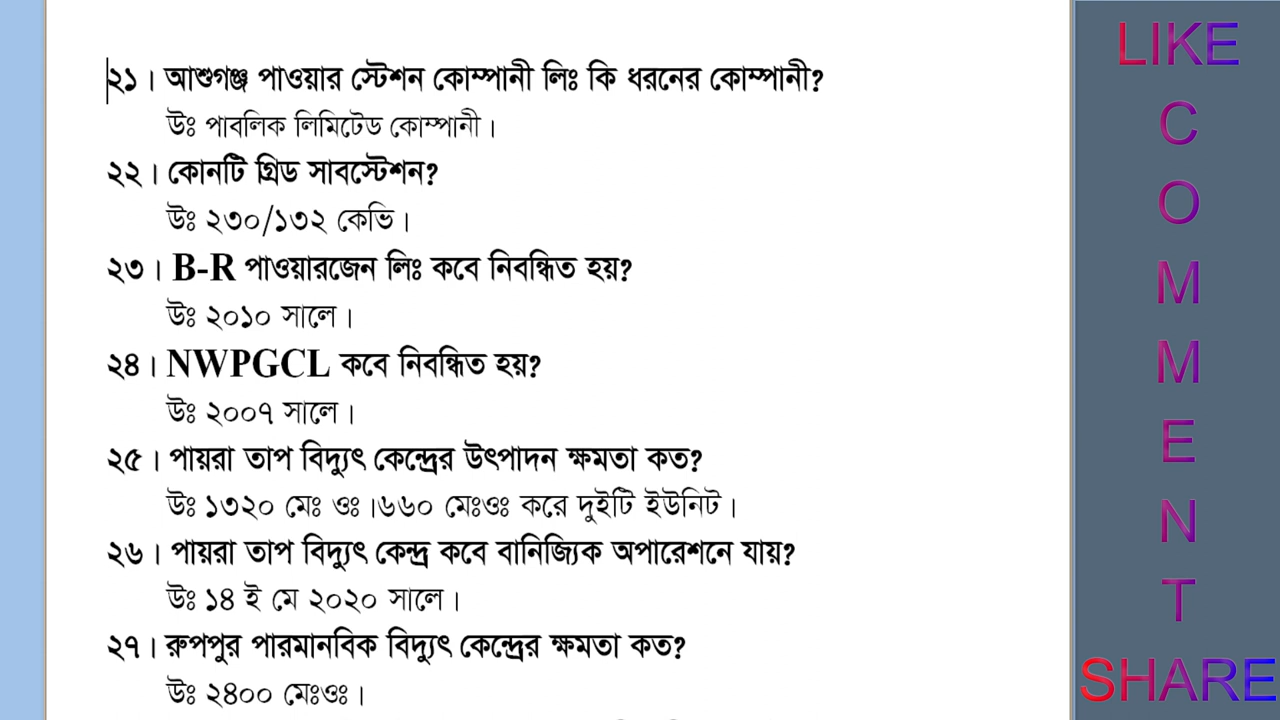 ২১। আশুগঞ্জ পাওয়ার স্টেশন কোম্পানী লিঃ কি ধরনের কোম্পানী?
উঃ পাবলিক লিমিটেড কোম্পানী।
২২। কোনটি গ্রিড সাবস্টেশন?
উঃ ২৩০/১৩২ কেভি।
২৩। B-R পাওয়ারজেন লিঃ কবে নিবন্ধিত হয়?
উঃ ২০১০ সালে।
২৪। NWPGCL কবে নিবন্ধিত হয়?
উঃ ২০০৭ সালে।
২৫। পায়রা তাপ বিদ্যুৎ কেন্দ্রের উৎপাদন ক্ষমতা কত?
উঃ ১৩২০ মেঃ ওঃ।৬৬০ মেঃওঃ করে দুইটি ইউনিট।
২৬। পায়রা তাপ বিদ্যুৎ কেন্দ্র কবে বানিজ্যিক অপারেশনে যায়?
উঃ ১৪ ই মে ২০২০ সালে।
২৭। রুপপুর পারমানবিক বিদ্যুৎ কেন্দ্রের ক্ষমতা কত?
উঃ ২৪০০ মেঃওঃ।
LIKE
COMMENT
SHARE